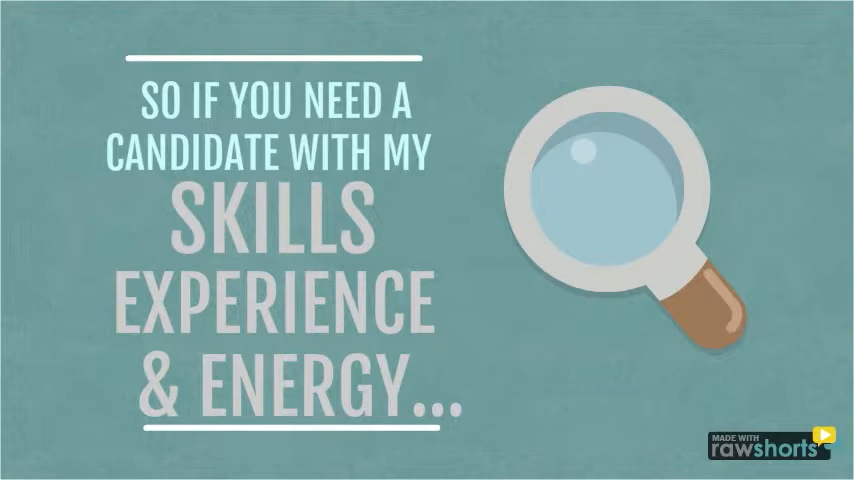 SO IF YOU NEED A
CANDIDATE WITH MY
SKILLS
EXPERIENCE
& ENERGY...
MADE WITH
rawshorts